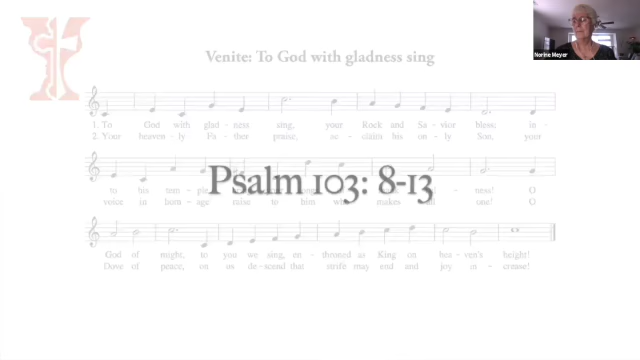 Venite: To God with gladness sing
Norine Meyer
1. To God with glad - ness sing, your Rock and Sa - vior bless; in -
2. Your heaven - ly Fa - ther praise, ac - claim his on - ly Son, your
Psalm 103: 8-13
to his tem - ness! O
voice in hom - age raise to him who makes all one! O
God of might, to you we sing, en - throned as King on hea - ven's height!
Dove of peace, on us de - scend that strife may end and joy in - crease!